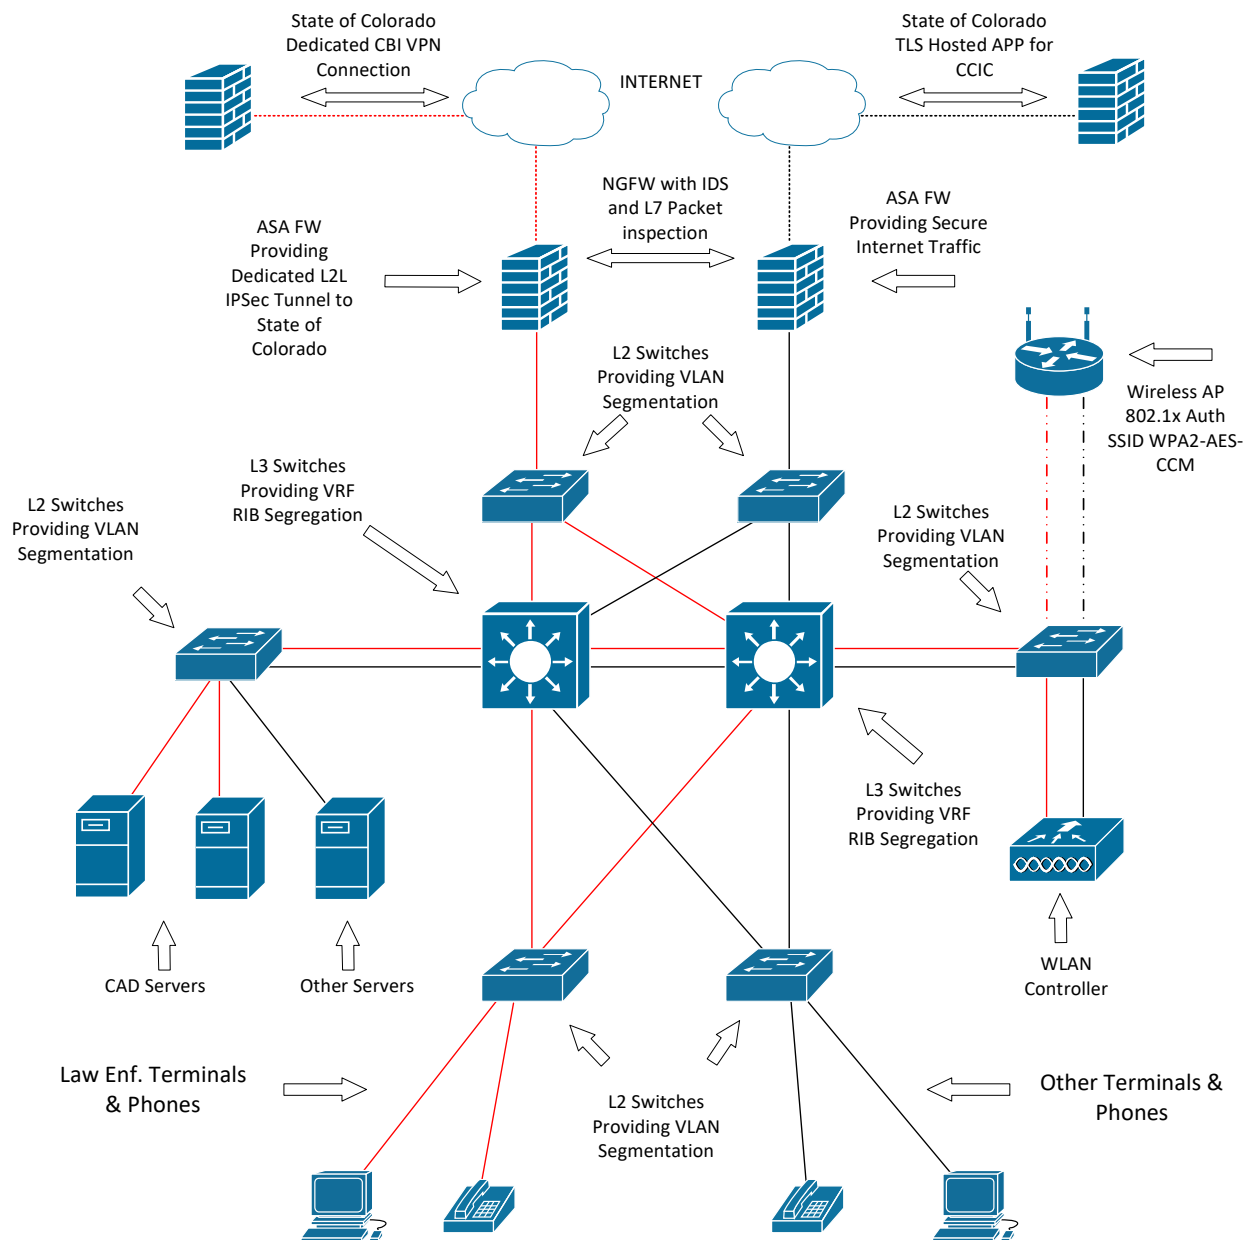 State of Colorado
Dedicated CBI VPN
Connection
INTERNET
State of Colorado
TLS Hosted APP for
CCIC
NGFW with IDS
and L7 Packet
inspection
ASA FW
Providing
Dedicated L2L
IPSec Tunnel to
State of
Colorado
ASA FW
Providing Secure
Internet Traffic
L2 Switches
Providing VLAN
Segmentation
Wireless AP
802.1x Auth
SSID WPA2-AES-
CCM
L3 Switches
Providing VRF
RIB Segregation
L2 Switches
Providing VLAN
Segmentation
L2 Switches
Providing VLAN
Segmentation
L3 Switches
Providing VRF
RIB Segregation
CAD Servers
Other Servers
WLAN
Controller
Law Enf. Terminals
& Phones
L2 Switches
Providing VLAN
Segmentation
Other Terminals &
Phones